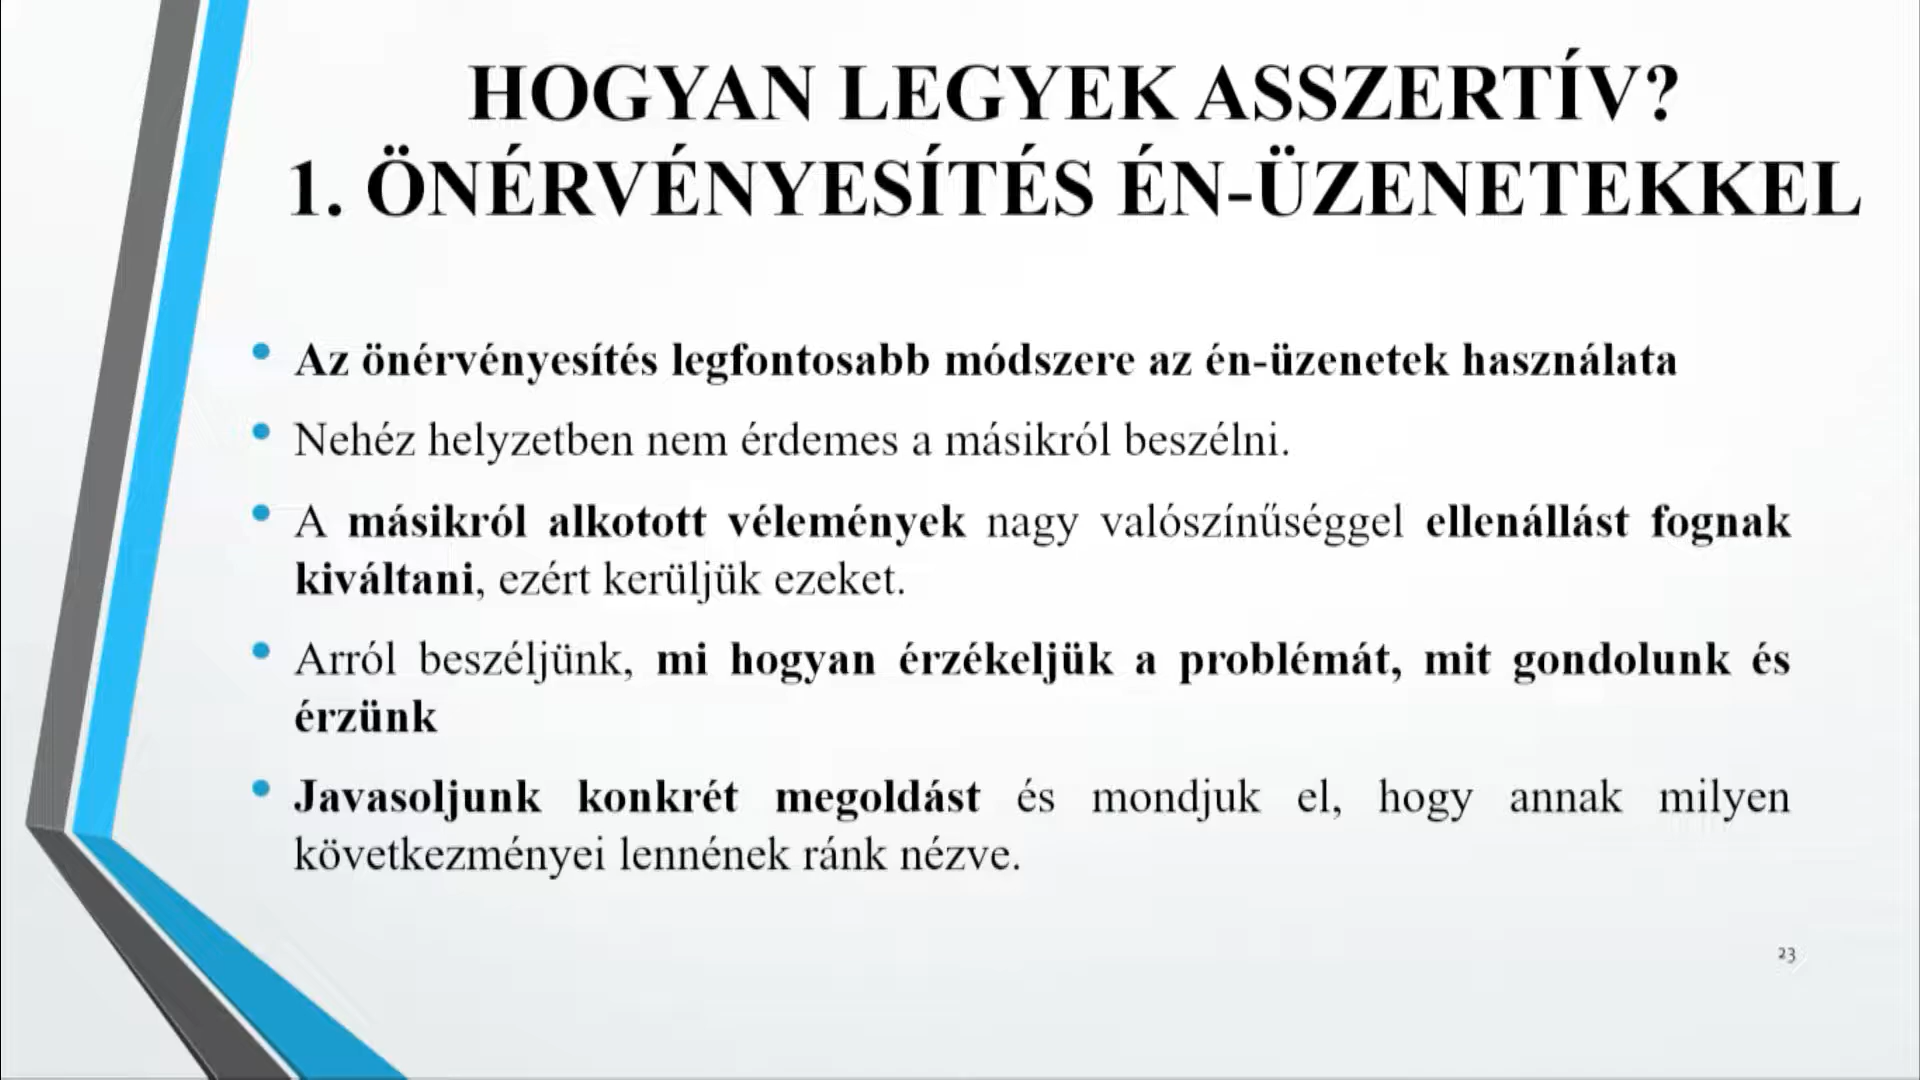 HOGYAN LEGYEK ASSZERTÍV?
1. ÖNÉRVÉNYESÍTÉS ÉN-ÜZENETEKKEL
• Az önérvényesítés legfontosabb módszere az én-üzenetek használata
• Nehéz helyzetben nem érdemes a másikról beszélni.
• A másikról alkotott vélemények nagy valószínűséggel ellenállást fognak
kiváltani, ezért kerüljük ezeket.
• Arról beszéljünk, mi hogyan érzékeljük a problémát, mit gondolunk és
érzünk
• Javasoljunk konkrét megoldást és mondjuk el, hogy annak milyen
következményei lennének ránk nézve.
23